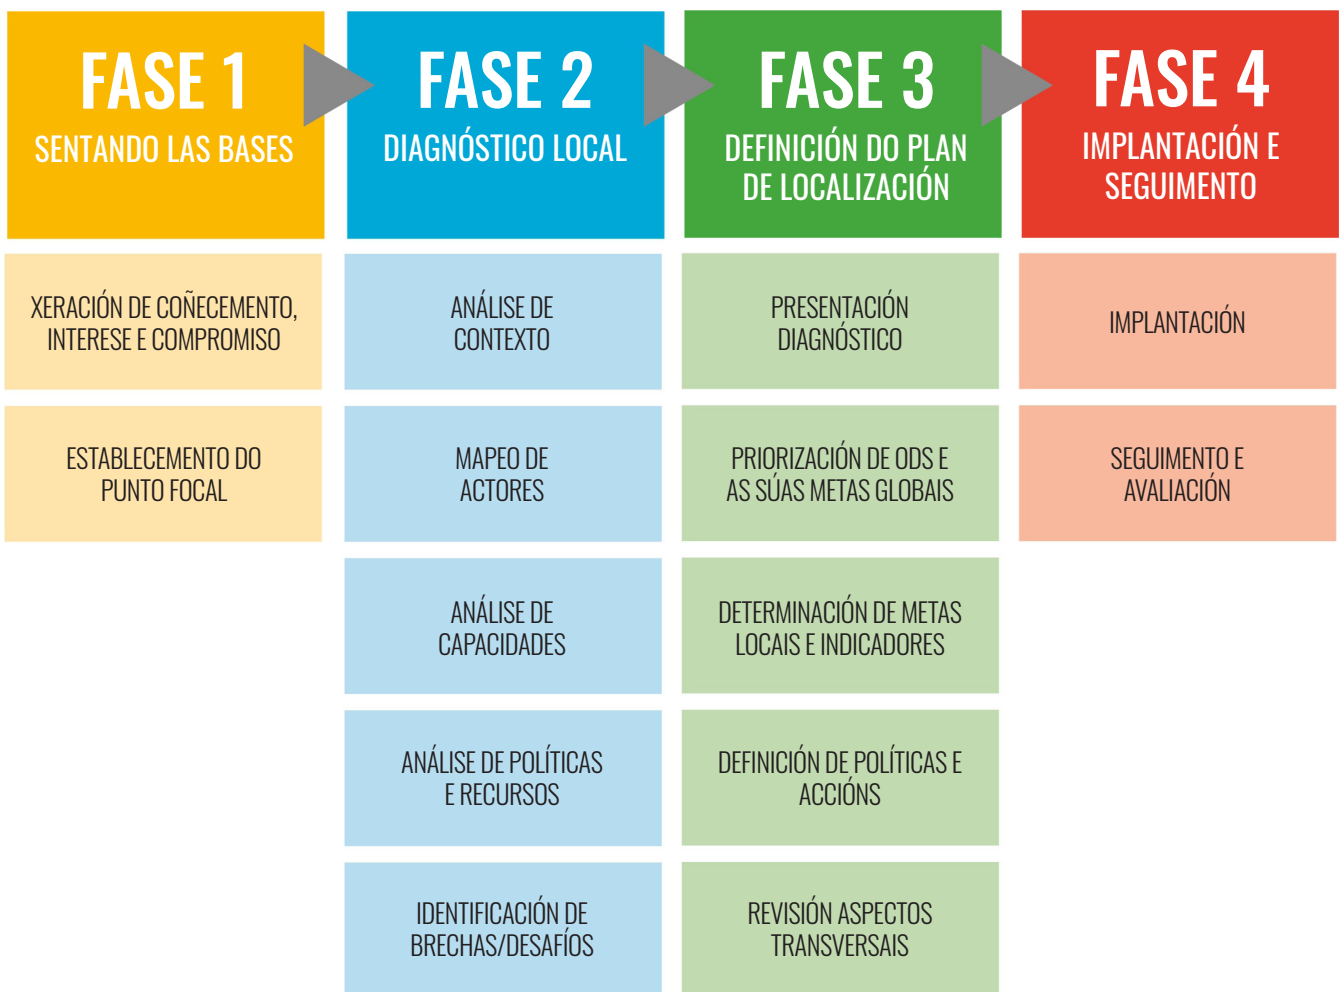 FASE 1
SENTANDO LAS BASES
XERACIÓN DE COÑECEMENTO,
INTERESE E COMPROMISO
ESTABLECEMENTO DO
PUNTO FOCAL
FASE 2
DIAGNÓSTICO LOCAL
ANÁLISE DE
CONTEXTO
MAPEO DE
ACTORES
ANÁLISE DE
CAPACIDADES
ANÁLISE DE POLÍTICAS
E RECURSOS
IDENTIFICACIÓN DE
BRECHAS/DESAFÍOS
FASE 3
DEFINICIÓN DO PLAN
DE LOCALIZACIÓN
PRESENTACIÓN
DIAGNÓSTICO
PRIORIZACIÓN DE ODS E
AS SÚAS METAS GLOBAIS
DETERMINACIÓN DE METAS
LOCAIS E INDICADORES
DEFINICIÓN DE POLÍTICAS E
ACCIÓNS
REVISIÓN ASPECTOS
TRANSVERSAIS
FASE 4
IMPLANTACIÓN E
SEGUIMENTO
IMPLANTACIÓN
SEGUIMENTO E
AVALIACIÓN